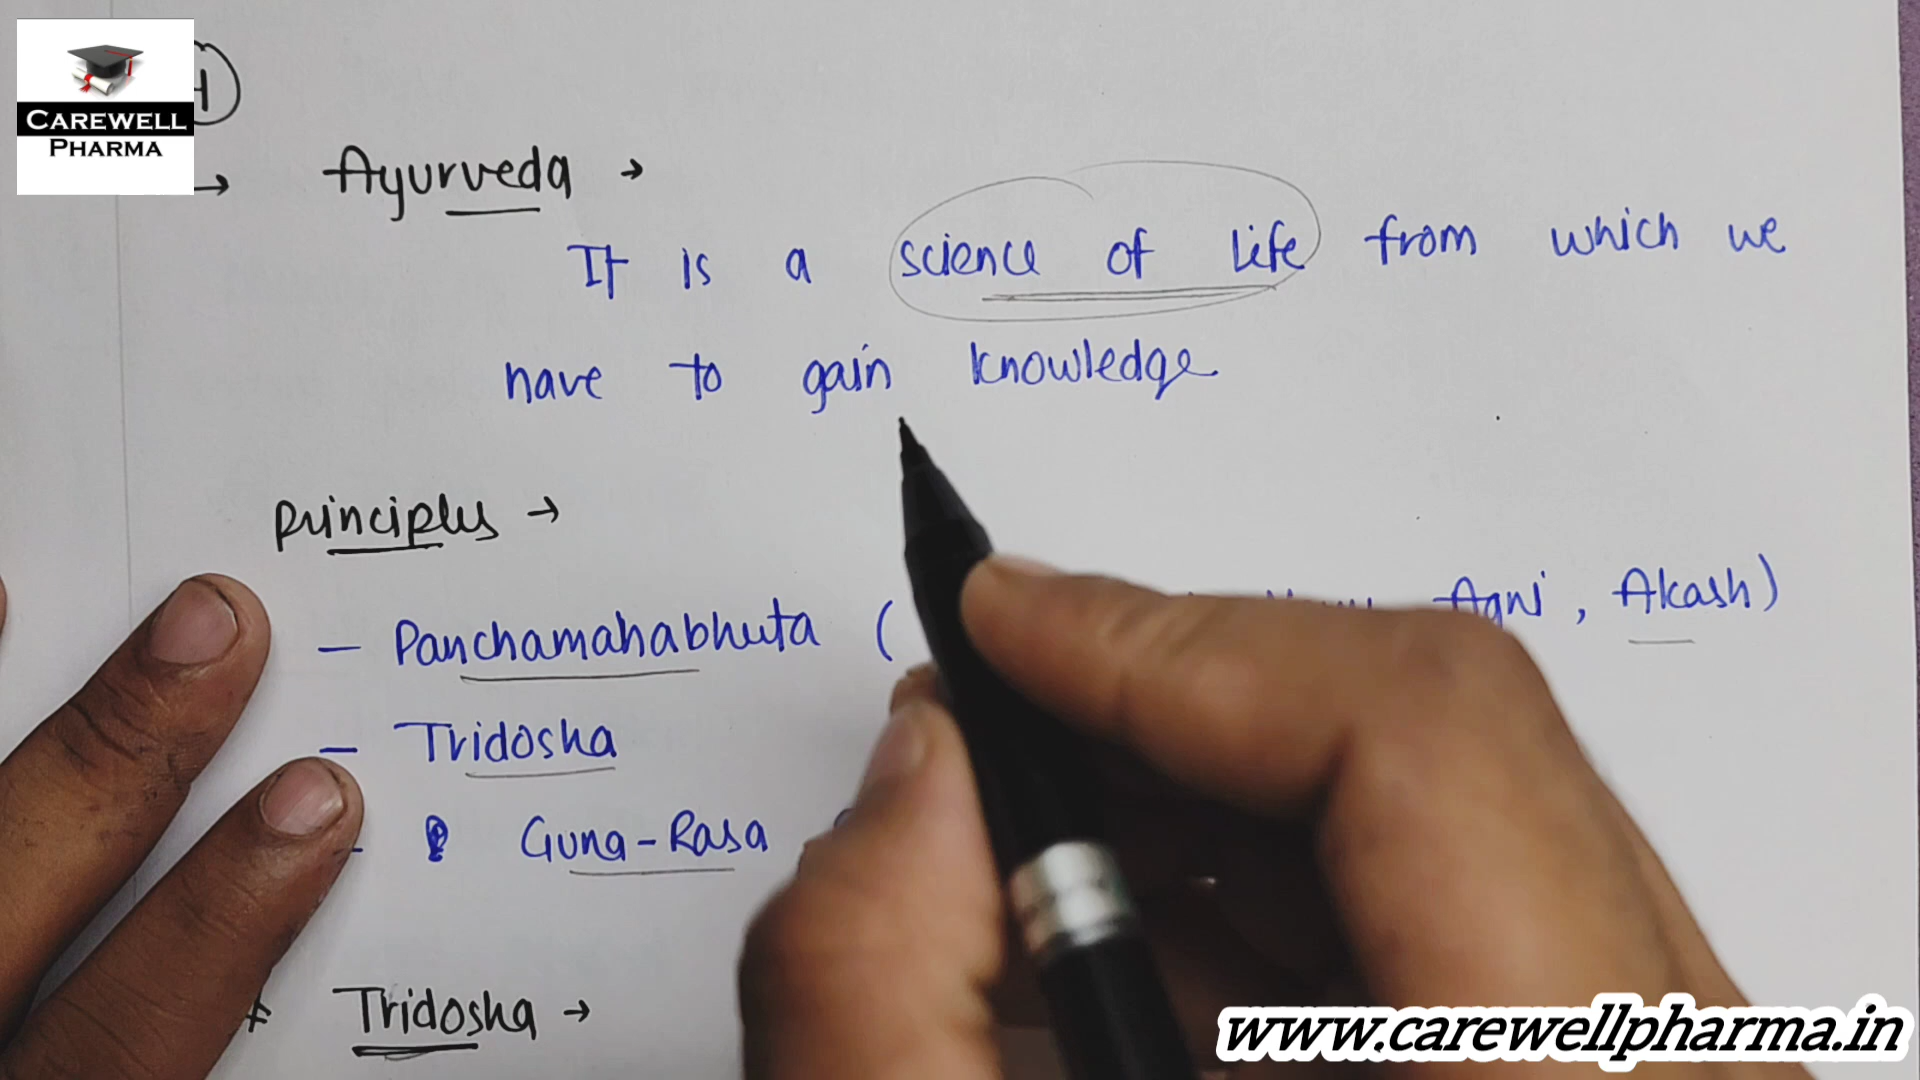 CAREWELL
PHARMA
→ Ayurveda →
It is a science of life from which we
have to gain knowledge
Principles →
– Panchamahabhuta ( Agni, Akash)
– Tridosha
- Guna-Rasa
* Tridosha →
www.carewellpharma.in